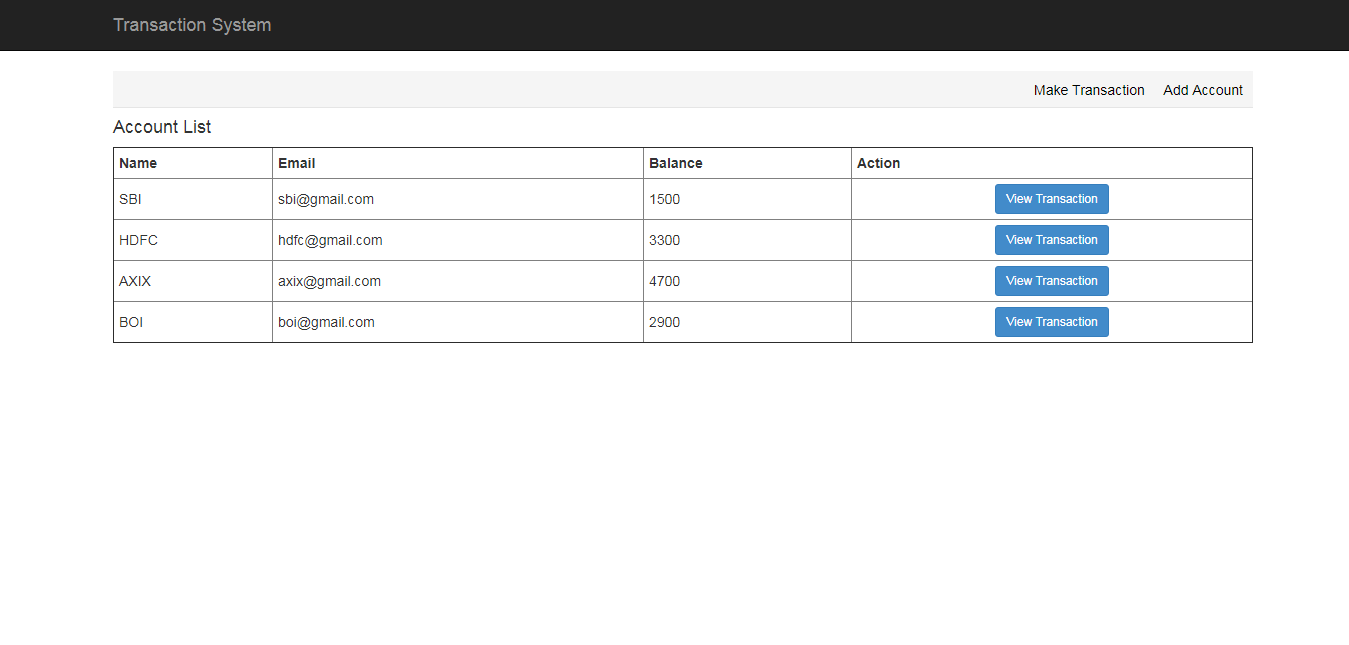 Transaction System
Make Transaction Add Account
Account List
Name Email Balance Action
SBI sbi@gmail.com 1500 View Transaction
HDFC hdfc@gmail.com 3300 View Transaction
AXIX axix@gmail.com 4700 View Transaction
BOI boi@gmail.com 2900 View Transaction